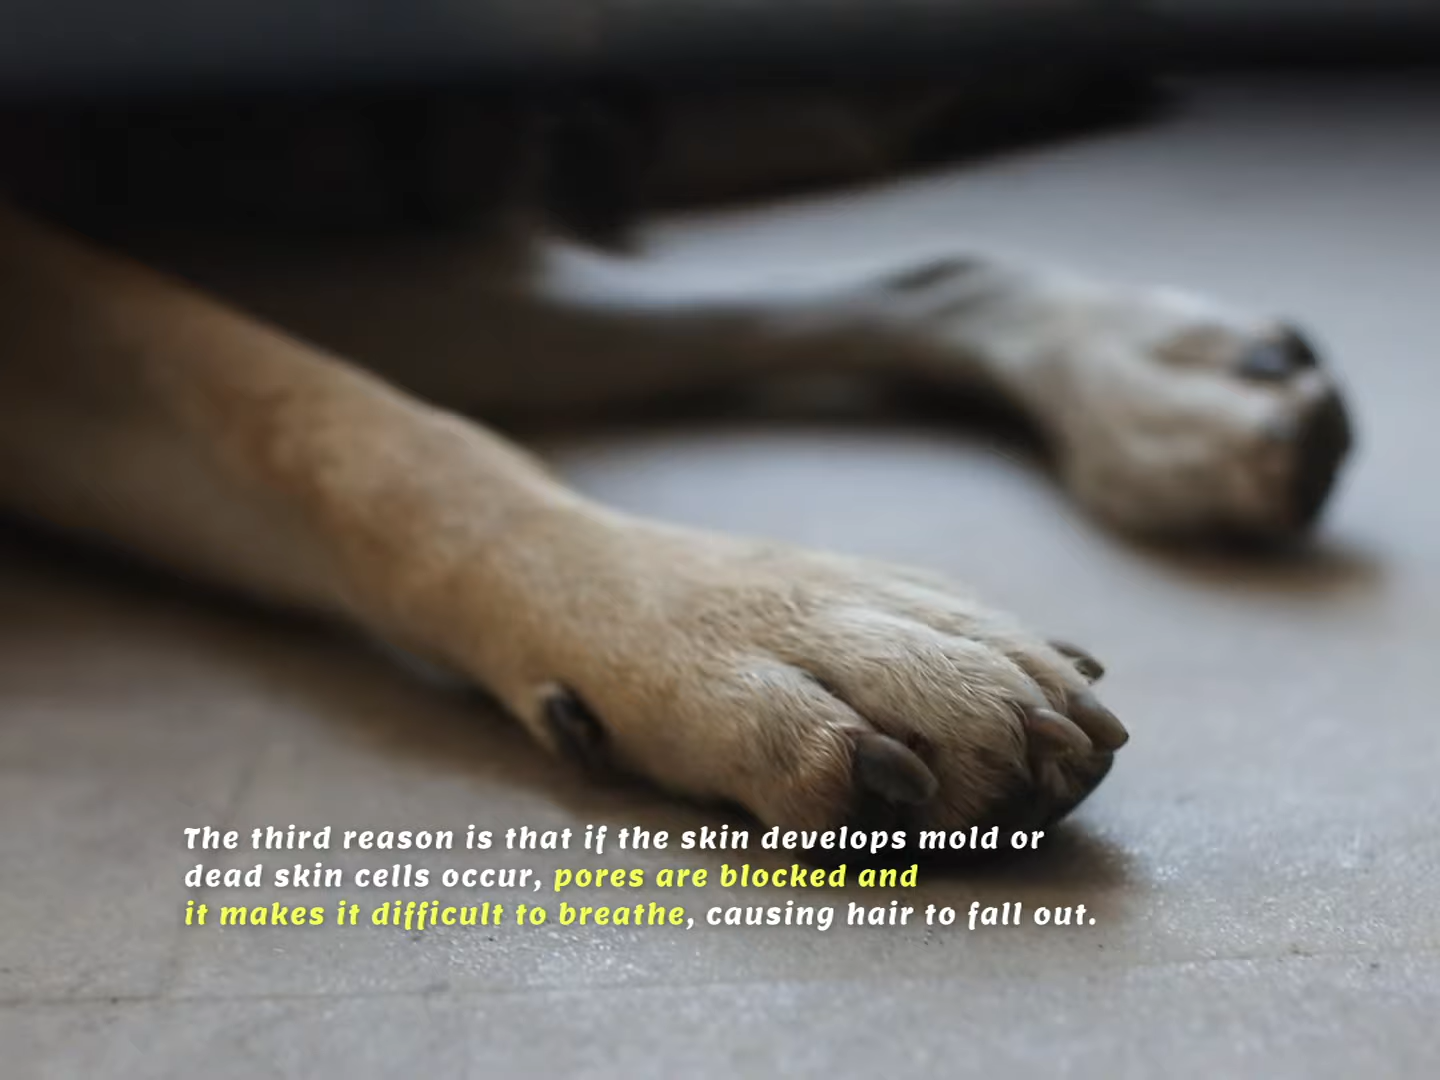 The third reason is that if the skin develops mold or
dead skin cells occur, pores are blocked and
it makes it difficult to breathe, causing hair to fall out.